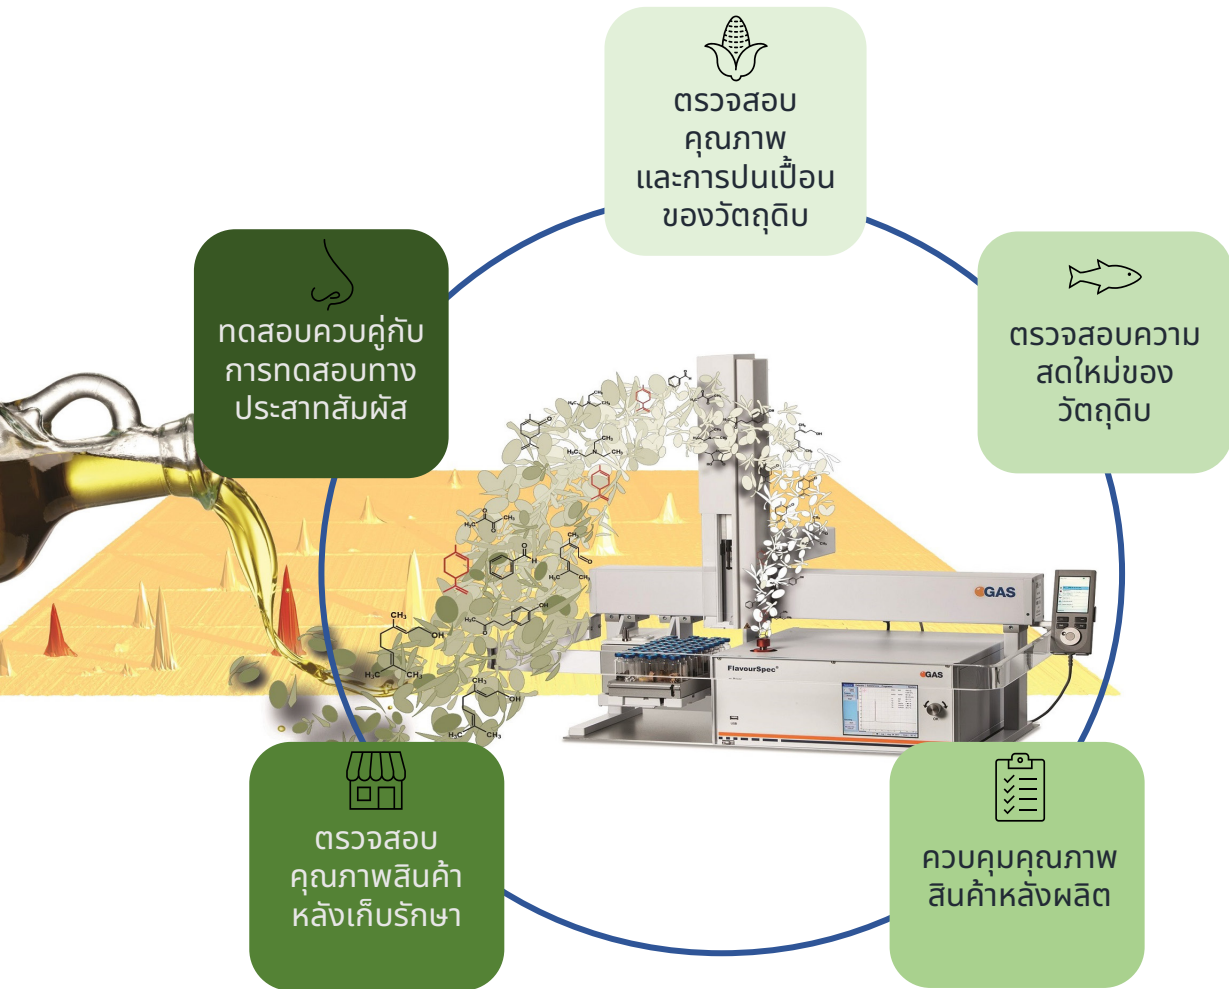 ตรวจสอบ
คุณภาพ
และการปนเปื้อน
ของวัตถุดิบ
ทดสอบควบคู่กับ
การทดสอบทาง
ประสาทสัมผัส
ตรวจสอบความ
สดใหม่ของ
วัตถุดิบ
GAS
FlavourSpec®
GAS
ตรวจสอบ
คุณภาพสินค้า
หลังเก็บรักษา
ควบคุมคุณภาพ
สินค้าหลังผลิต